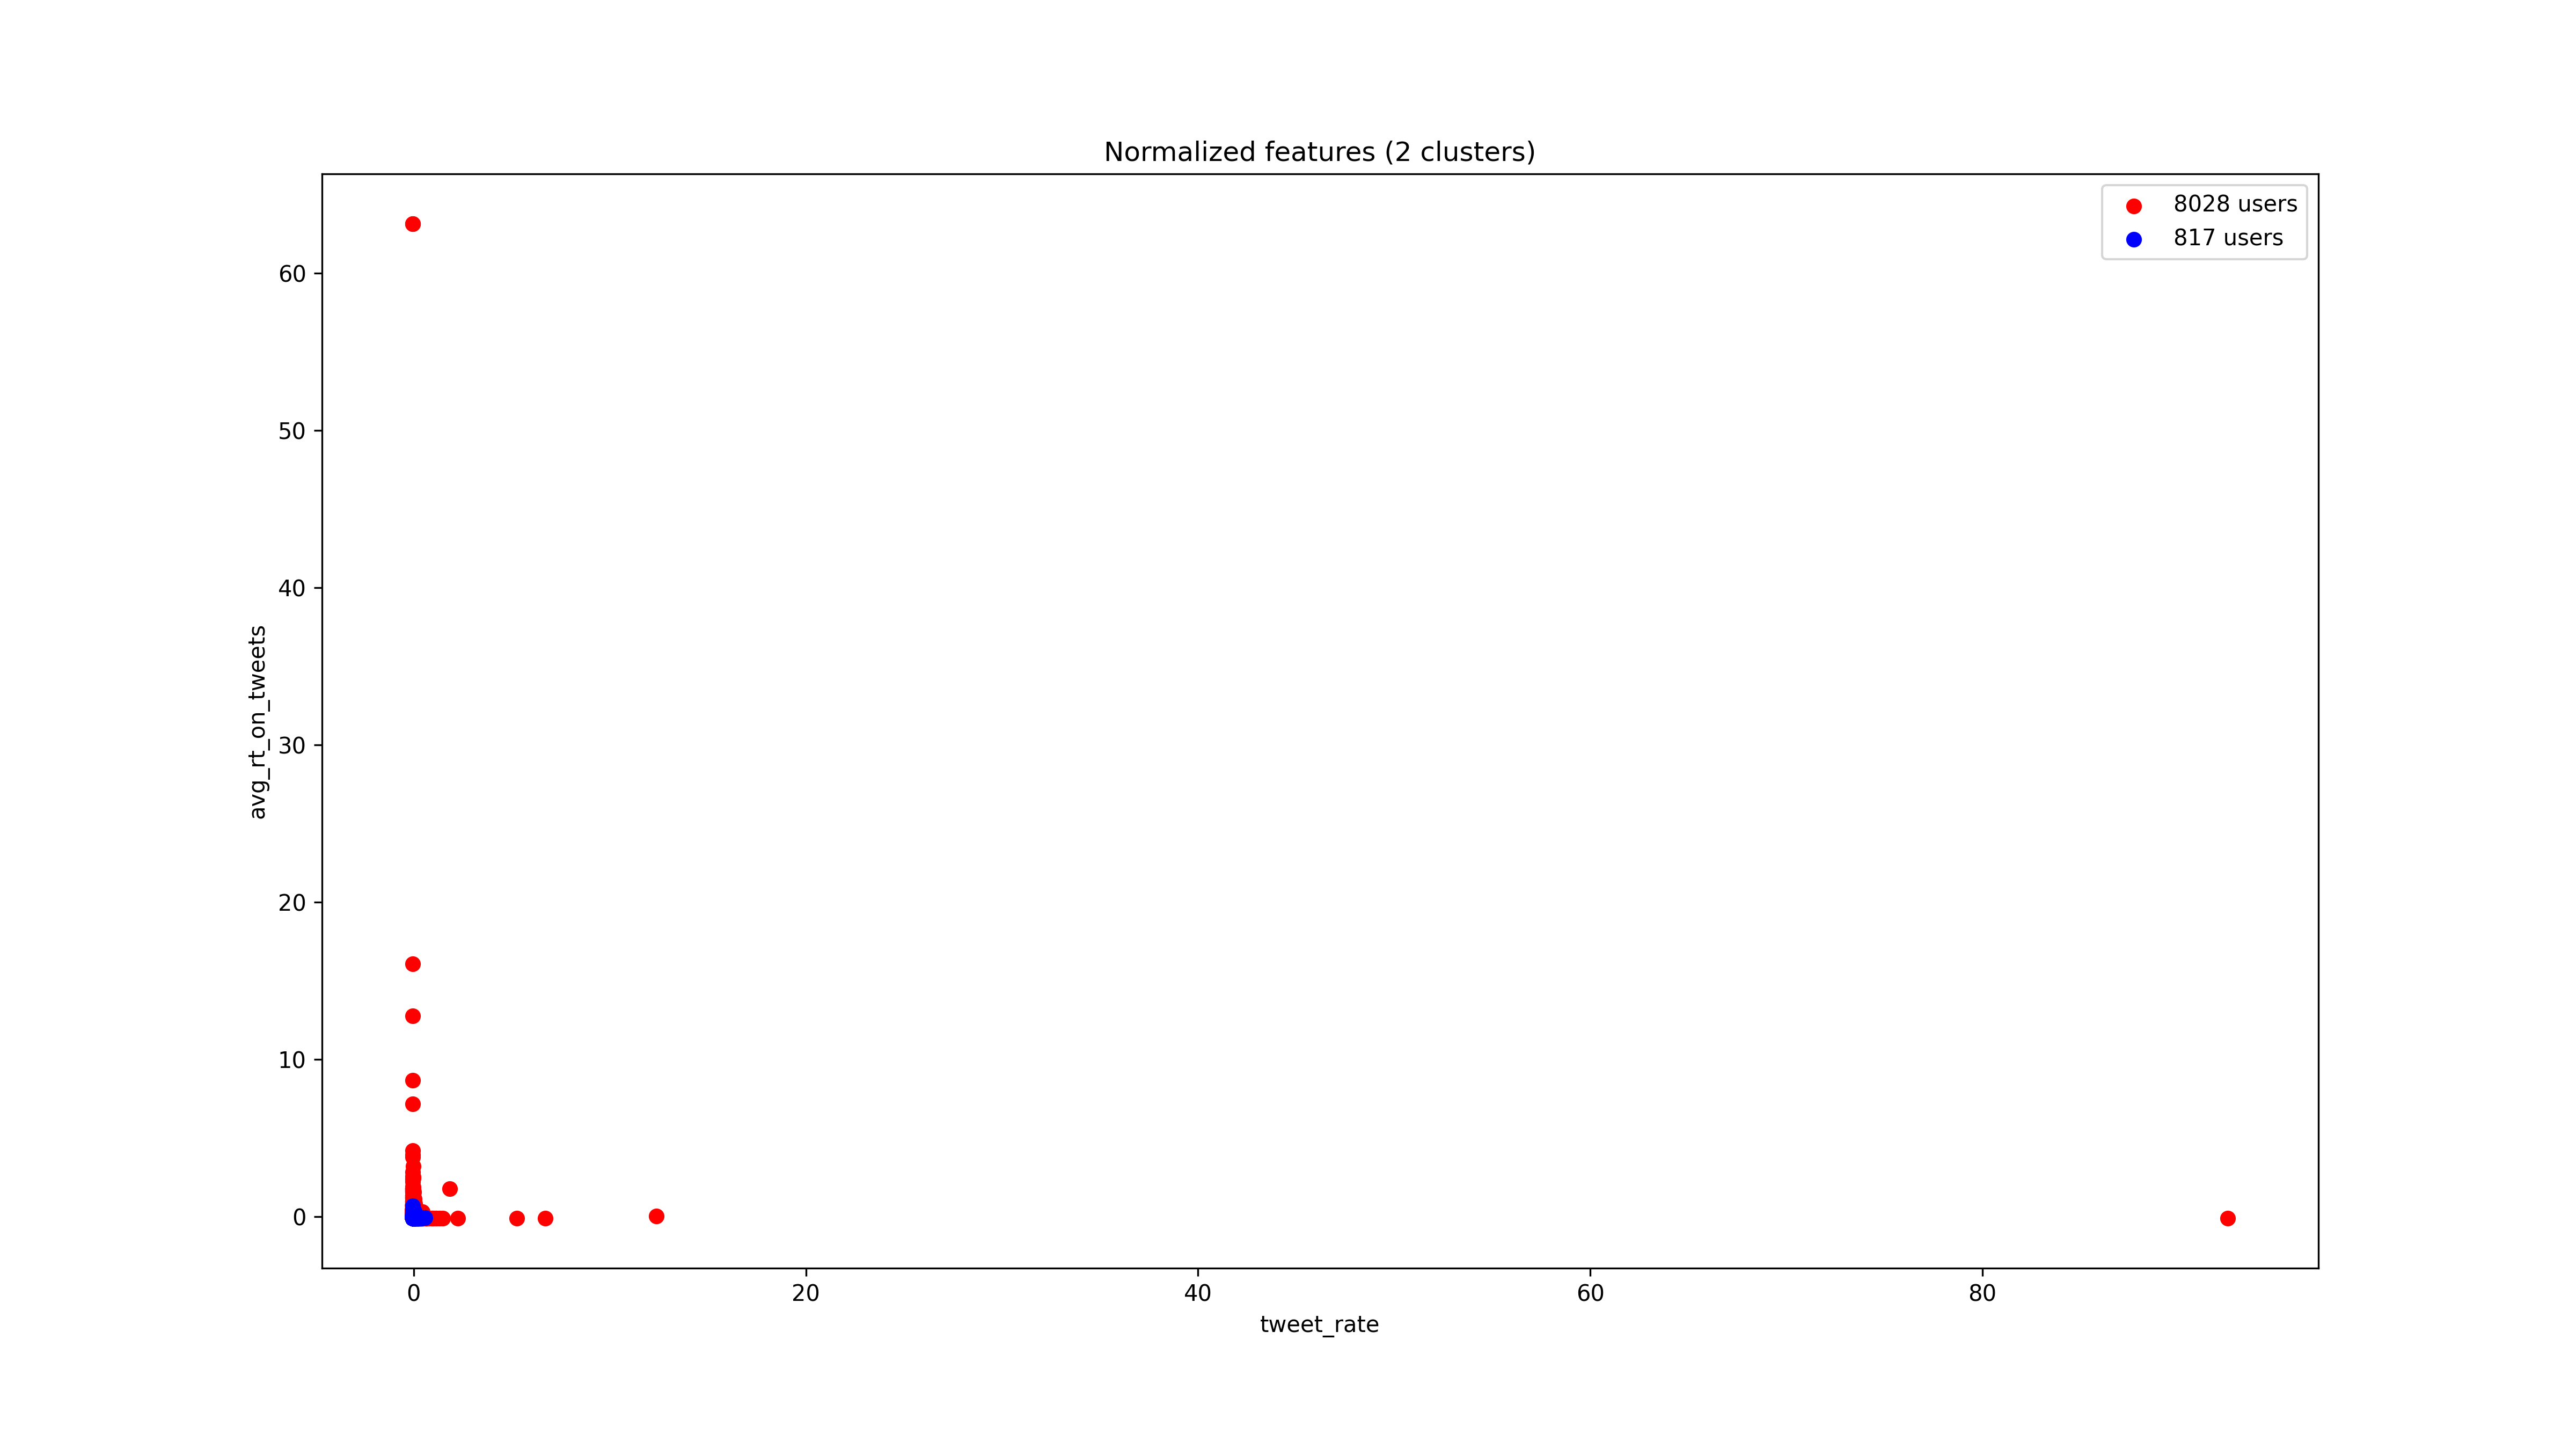 Normalized features (2 clusters)
8028 users
817 users
60
50
40
30
20
10
0
avg_rt_on_tweets
0 20 40 60 80
tweet_rate